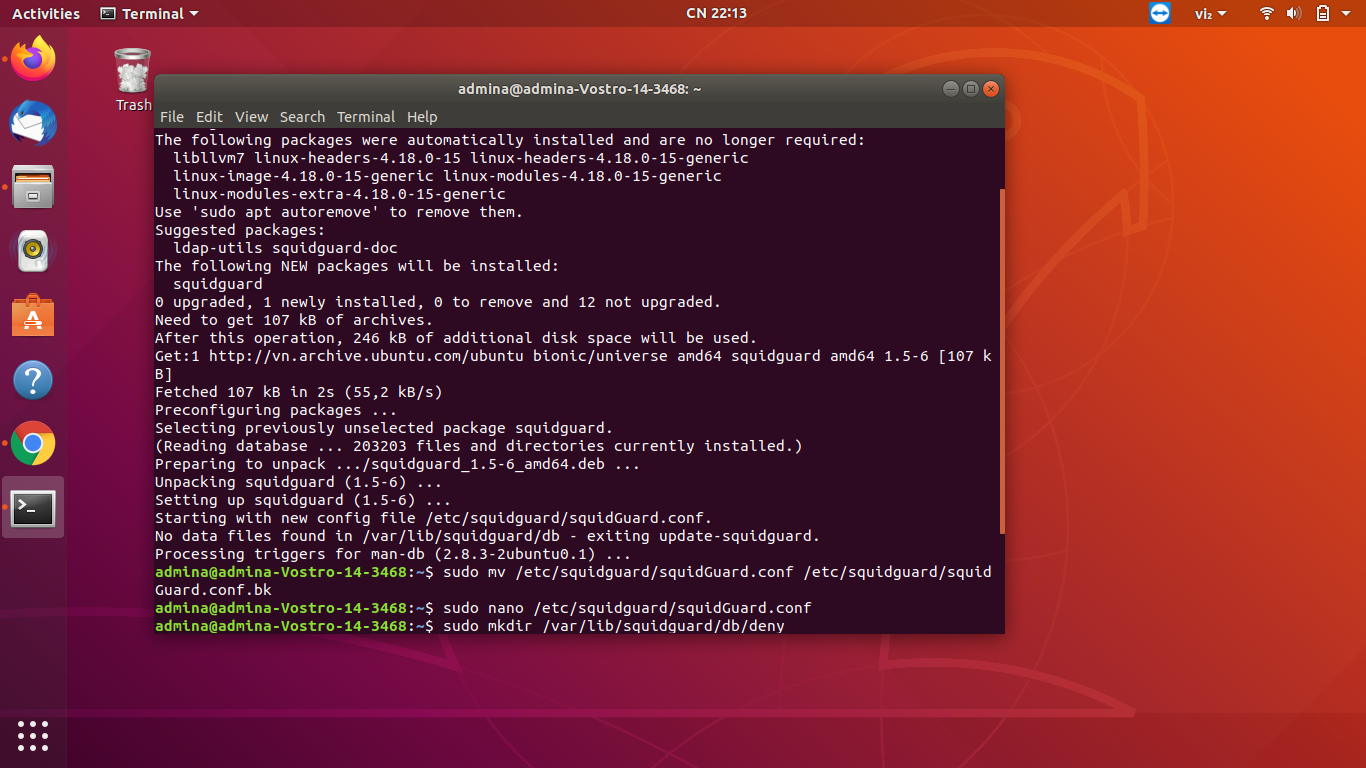 Activities
Terminal
CN 22:13
vi₂
Trash
admina@admina-Vostro-14-3468: ~
File Edit View Search Terminal Help
The following packages were automatically installed and are no longer required:
libllvm7 linux-headers-4.18.0-15 linux-headers-4.18.0-15-generic
linux-image-4.18.0-15-generic linux-modules-4.18.0-15-generic
linux-modules-extra-4.18.0-15-generic
Use 'sudo apt autoremove' to remove them.
Suggested packages:
ldap-utils squidguard-doc
The following NEW packages will be installed:
squidguard
0 upgraded, 1 newly installed, 0 to remove and 12 not upgraded.
Need to get 107 kB of archives.
After this operation, 246 kB of additional disk space will be used.
Get:1 http://vn.archive.ubuntu.com/ubuntu bionic/universe amd64 squidguard amd64 1.5-6 [107 k
B]
Fetched 107 kB in 2s (55,2 kB/s)
Preconfiguring packages ...
Selecting previously unselected package squidguard.
(Reading database ... 203203 files and directories currently installed.)
Preparing to unpack .../squidguard_1.5-6_amd64.deb ...
Unpacking squidguard (1.5-6) ...
Setting up squidguard (1.5-6) ...
Starting with new config file /etc/squidguard/squidGuard.conf.
No data files found in /var/lib/squidguard/db - exiting update-squidguard.
Processing triggers for man-db (2.8.3-2ubuntu0.1) ...
admina@admina-Vostro-14-3468:~$ sudo mv /etc/squidguard/squidGuard.conf /etc/squidguard/squid
Guard.conf.bk
admina@admina-Vostro-14-3468:~$ sudo nano /etc/squidguard/squidGuard.conf
admina@admina-Vostro-14-3468:~$ sudo mkdir /var/lib/squidguard/db/deny